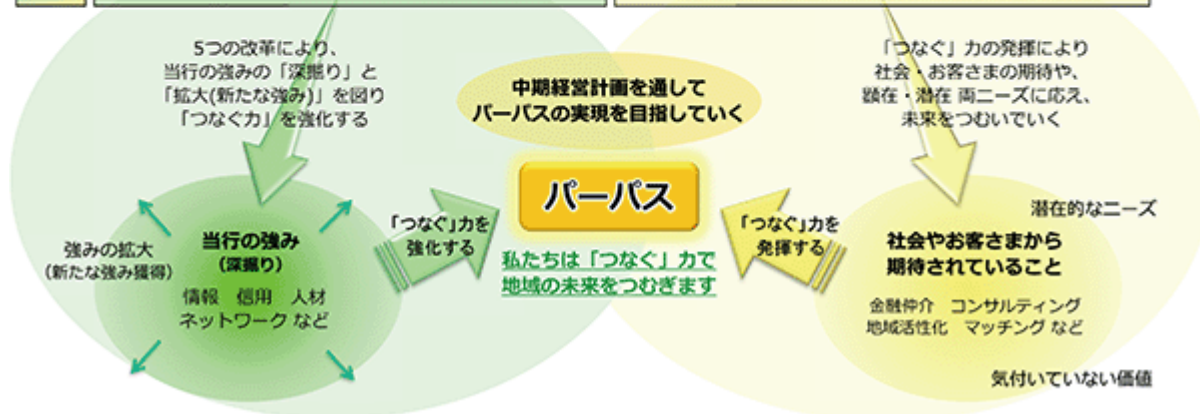 5つの改革により、
当行の強みの「深掘り」と
「拡大(新たな強み)」を図り
「つなぐ力」を強化する
中期経営計画を通して
パーパスの実現を目指していく
「つなぐ」力の発揮により
社会・お客さまの期待や、
顕在・潜在 両ニーズに応え、
未来をつむいでいく
強みの拡大
(新たな強み獲得)
当行の強み
(深掘り)
情報 信用 人材
ネットワーク など
「つなぐ」力を
強化する
パーパス
私たちは「つなぐ」力で
地域の未来をつむぎます
「つなぐ」力を
発揮する
潜在的なニーズ
社会やお客さまから
期待されていること
金融仲介 コンサルティング
地域活性化 マッチング など
気付いていない価値